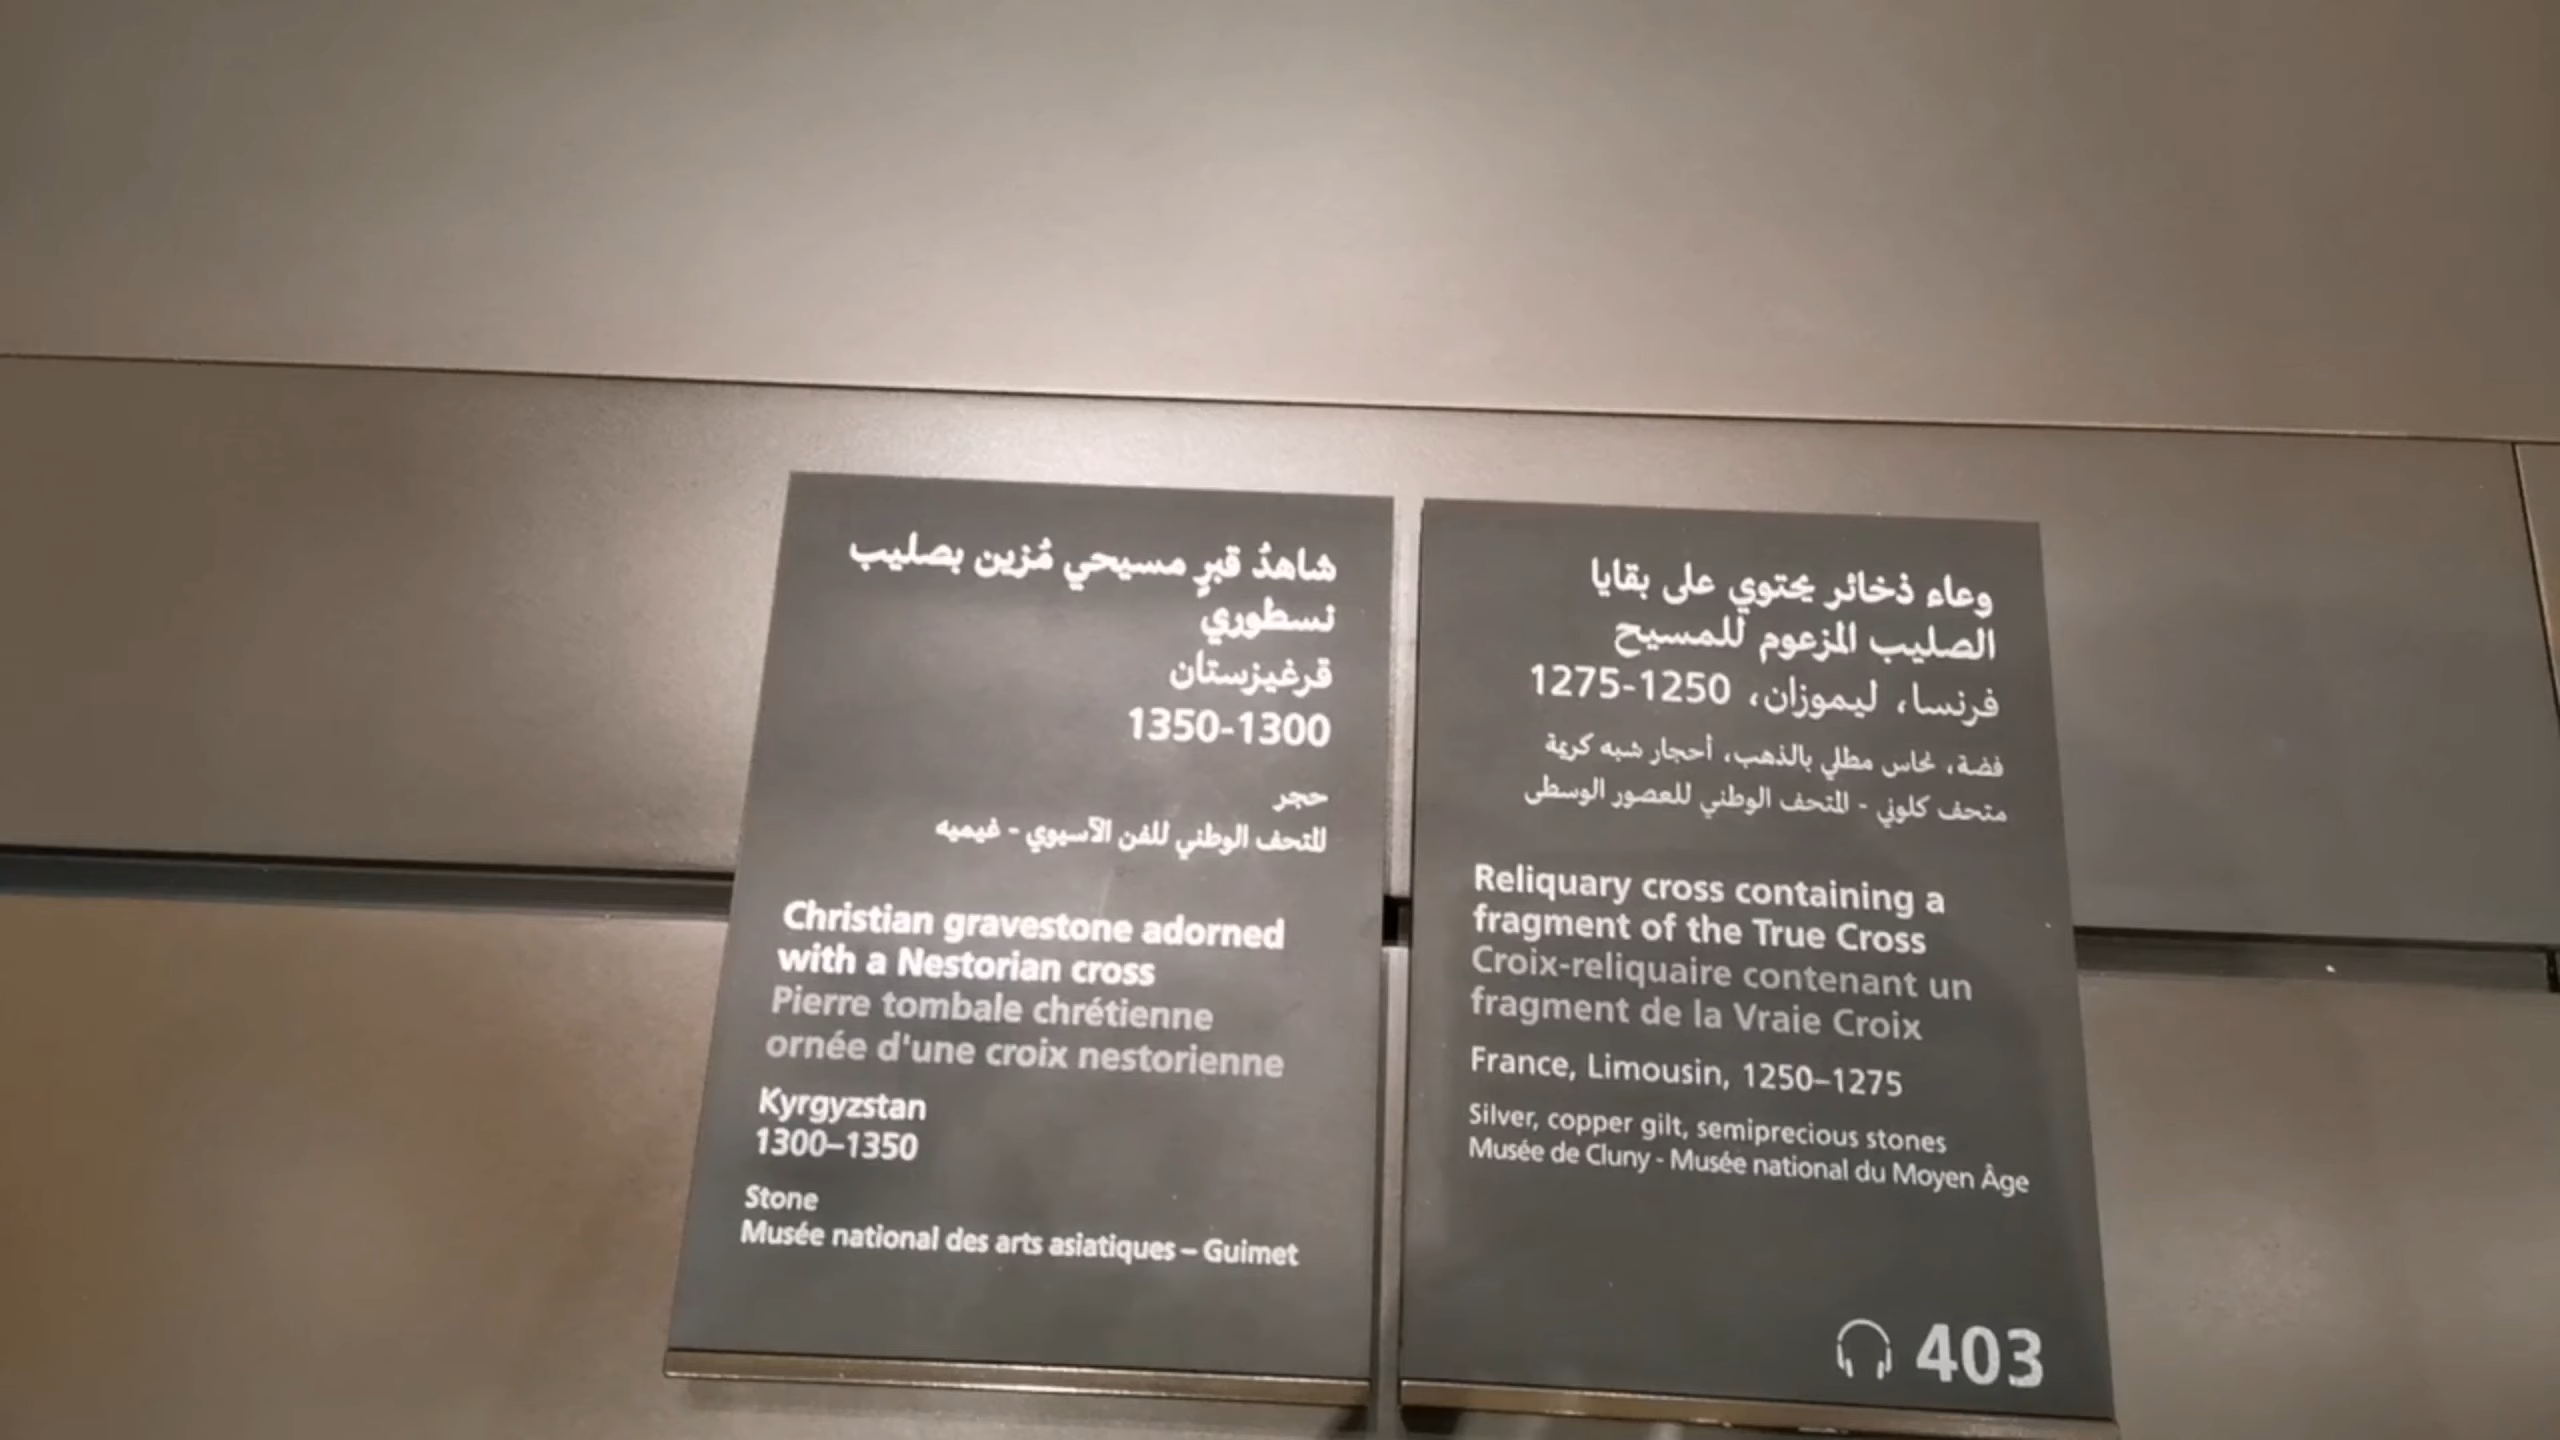 شاهدُ قبرٍ مسيحي مُزين بصليب
نسطوري
قرغيزستان
1350-1300
حجر
المتحف الوطني للفن الآسيوي - غيميه
Christian gravestone adorned
with a Nestorian cross
Pierre tombale chrétienne
ornée d'une croix nestorienne
Kyrgyzstan
1300–1350
Stone
Musée national des arts asiatiques – Guimet
وعاء ذخائر يحتوي على بقايا
الصليب المزعوم للمسيح
فرنسا، ليموزان، 1250-1275
فضة، نحاس مطلي بالذهب، أحجار شبه كريمة
متحف كلوني - المتحف الوطني للعصور الوسطى
Reliquary cross containing a
fragment of the True Cross
Croix-reliquaire contenant un
fragment de la Vraie Croix
France, Limousin, 1250–1275
Silver, copper gilt, semiprecious stones
Musée de Cluny - Musée national du Moyen Âge
403